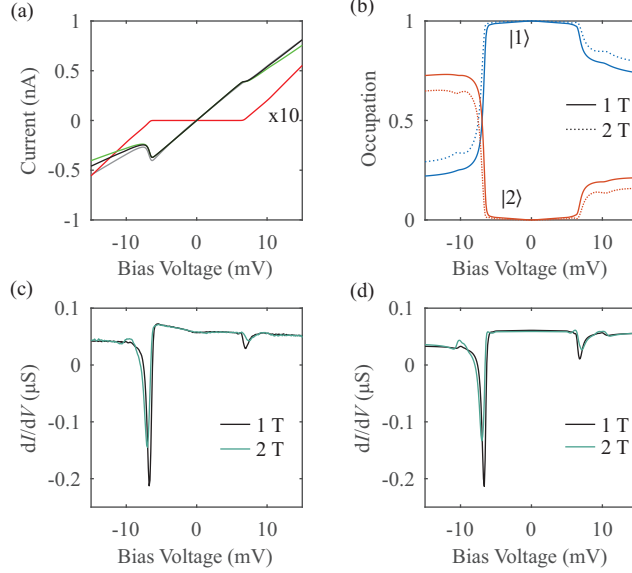 (a)
Current (nA)
1
0.5
0
-0.5
-1
x10
-10 0 10
Bias Voltage (mV)
(b)
Occupation
1
0.5
0
|1⟩
1 T
2 T
|2⟩
-10 0 10
Bias Voltage (mV)
(c)
dI/dV (μS)
0.1
0
-0.1
-0.2
1 T
2 T
-10 0 10
Bias Voltage (mV)
(d)
dI/dV (μS)
0.1
0
-0.1
-0.2
1 T
2 T
-10 0 10
Bias Voltage (mV)